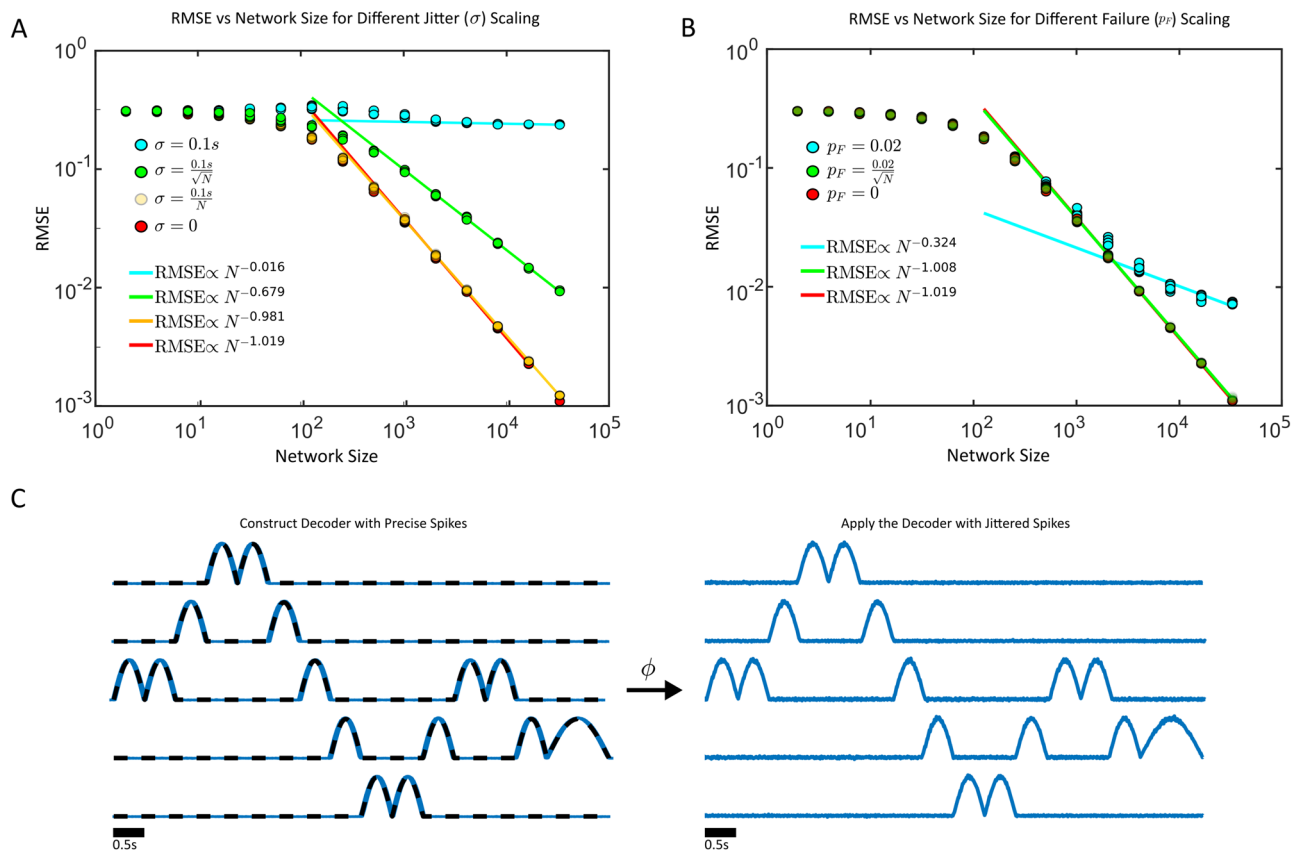 A
RMSE vs Network Size for Different Jitter (σ) Scaling
10^0
10^-1
10^-2
10^-3
RMSE
σ = 0.1s
σ = 0.1s/√N
σ = 0.1s/N
σ = 0
RMSE∝ N^-0.016
RMSE∝ N^-0.679
RMSE∝ N^-0.981
RMSE∝ N^-1.019
10^0 10^1 10^2 10^3 10^4 10^5
Network Size
B
RMSE vs Network Size for Different Failure (p_F) Scaling
10^0
10^-1
10^-2
10^-3
RMSE
p_F = 0.02
p_F = 0.02/√N
p_F = 0
RMSE∝ N^-0.324
RMSE∝ N^-1.008
RMSE∝ N^-1.019
10^0 10^1 10^2 10^3 10^4 10^5
Network Size
C
Construct Decoder with Precise Spikes
0.5s
ϕ
Apply the Decoder with Jittered Spikes
0.5s